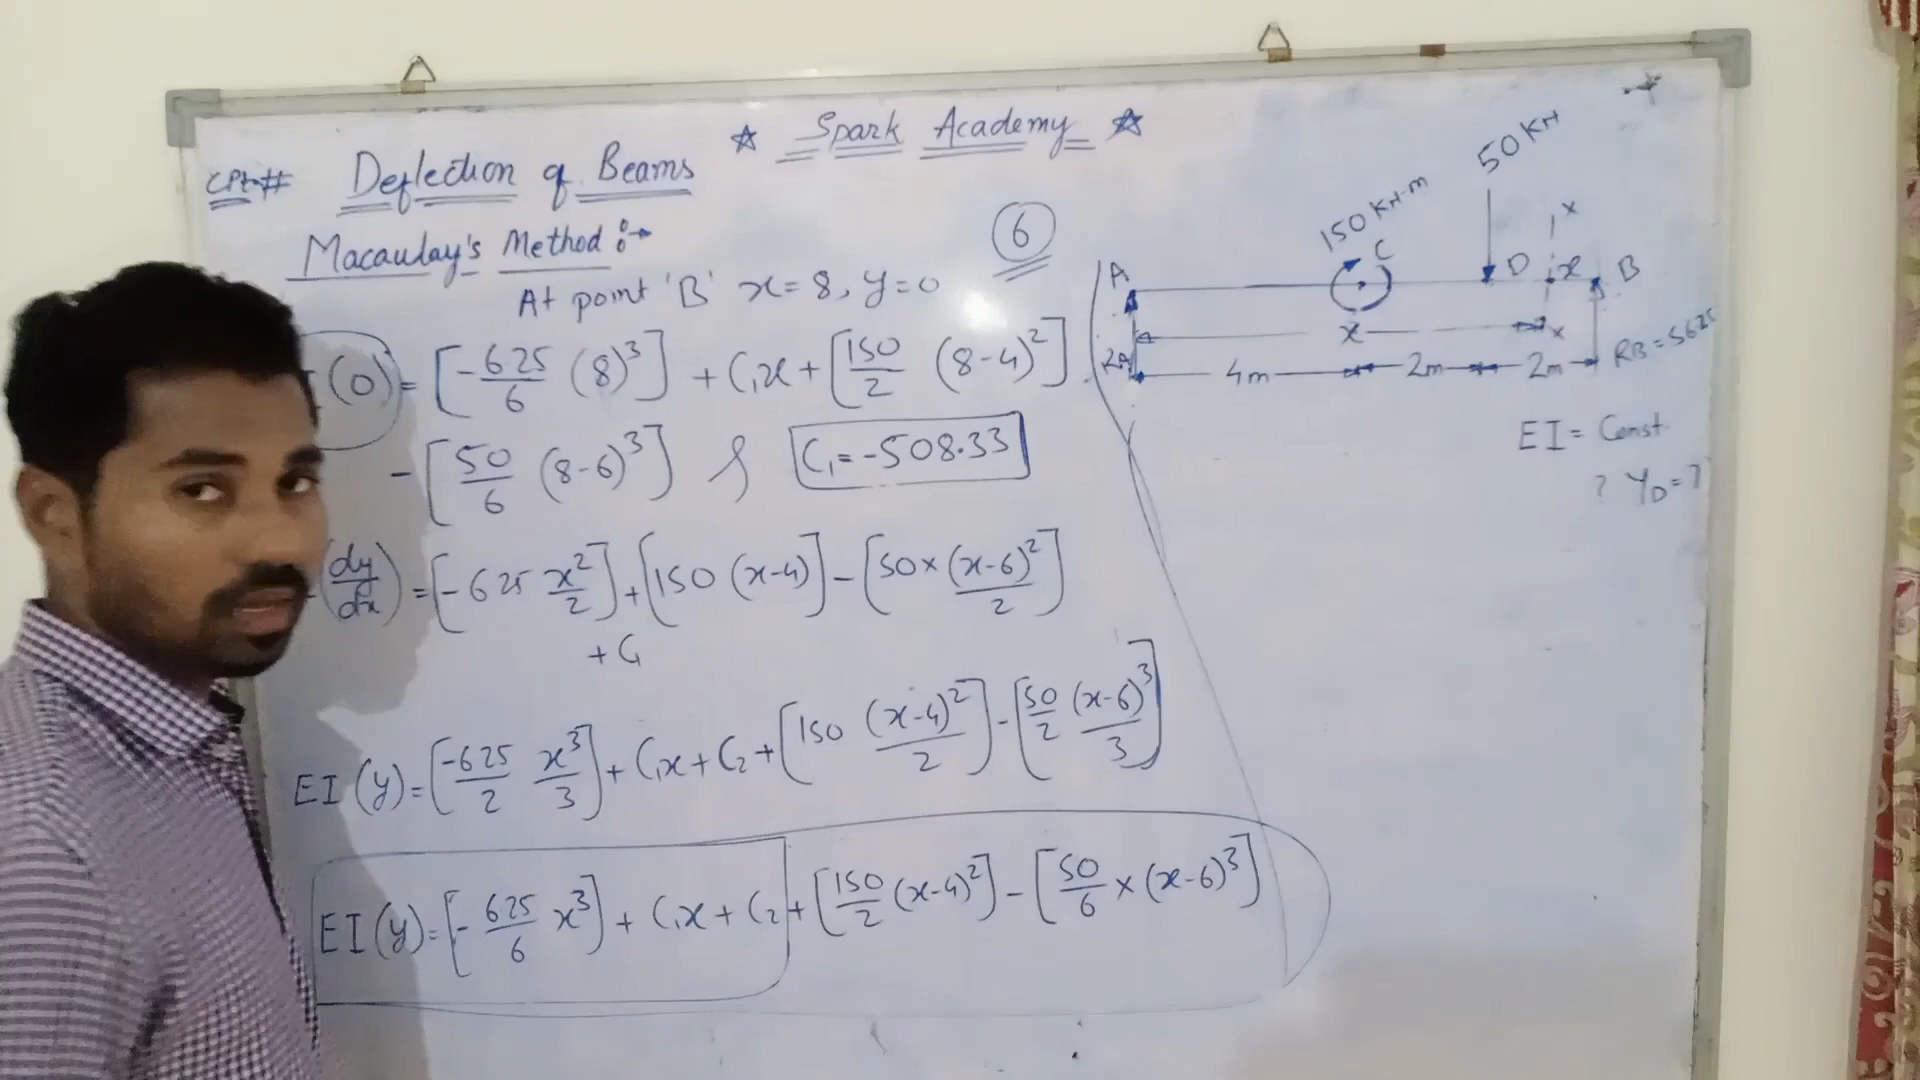 ☆ Spark Academy ☆
CPt# Deflection of Beams
Macaulay's Method :→
6
At point 'B' x=8, y=0
(0) = [-625/6 (8)³] + C₁x + [150/2 (8-4)²]
- [50/6 (8-6)³] C₁=-508.33
(dy/dx) = [-625 x²/2] + [150 (x-4)] - [50× (x-6)²/2]
+ C₁
EI (y) = [-625/2 x³/3] + C₁x + C₂ + [150 (x-4)²/2] - [50/2 (x-6)³/3]
EI (y) = [-625/6 x³] + C₁x + C₂ + [150/2 (x-4)²] - [50/6 × (x-6)³]
50 KN
150 KN-m
x
A C D x B
x x
4m 2m 2m RB = 5625
EI = Const.
? Y_D = ?